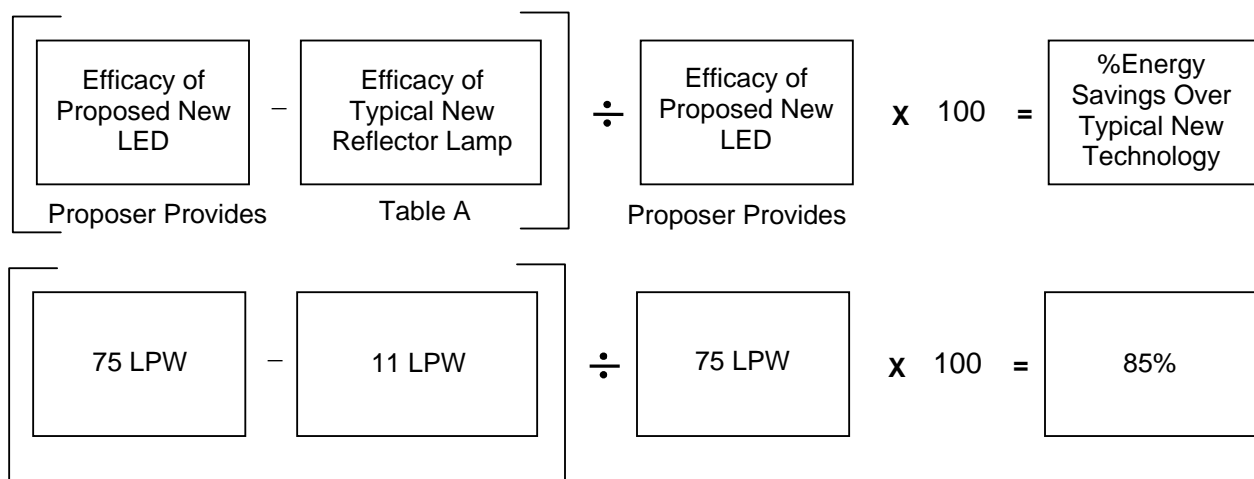 Efficacy of
Proposed New
LED
–
Efficacy of
Typical New
Reflector Lamp
÷
Efficacy of
Proposed New
LED
X 100 =
%Energy
Savings Over
Typical New
Technology
Proposer Provides
Table A
Proposer Provides
75 LPW – 11 LPW ÷ 75 LPW X 100 = 85%